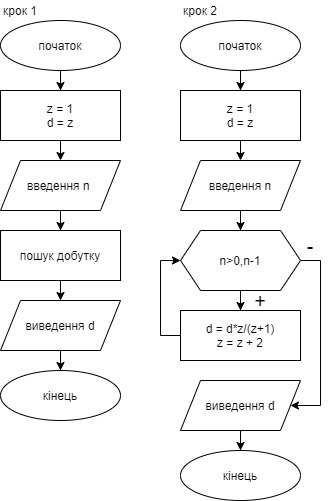 крок 1
початок
z = 1
d = z
введення n
пошук добутку
виведення d
кінець
крок 2
початок
z = 1
d = z
введення n
n>0,n-1
-
+
d = d*z/(z+1)
z = z + 2
виведення d
кінець